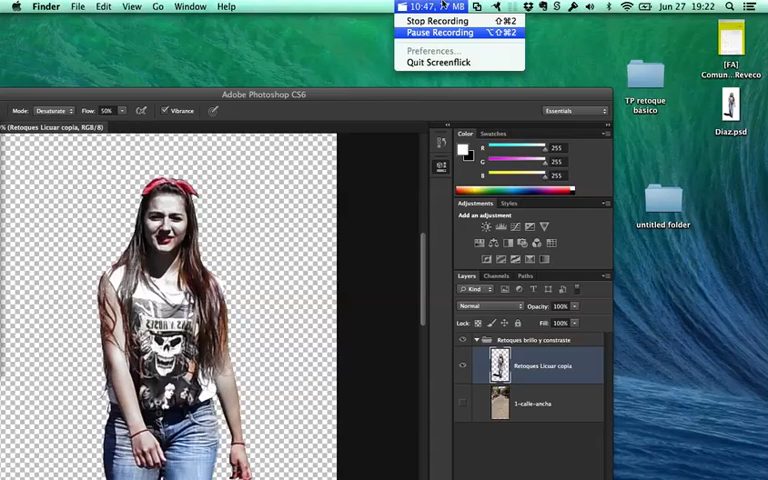 Finder File Edit View Go Window Help
Jun 27 19:22
Stop Recording ⇧⌘2
Pause Recording ⌥⇧⌘2
Preferences...
Quit Screenflick
[FA]
Comun... Reveco
TP retoque
básico
Diaz.psd
untitled folder
Adobe Photoshop CS6
Mode: Desaturate Flow: 50% Vibrance Essentials
% (Retoques Licuar copia, RGB/8)
Color Swatches
R 255
G 255
B 255
Adjustments Styles
Add an adjustment
Layers Channels Paths
Kind
Normal Opacity: 100%
Lock: Fill: 100%
Retoques brillo y constraste
Retoques Licuar copia
1-calle-ancha